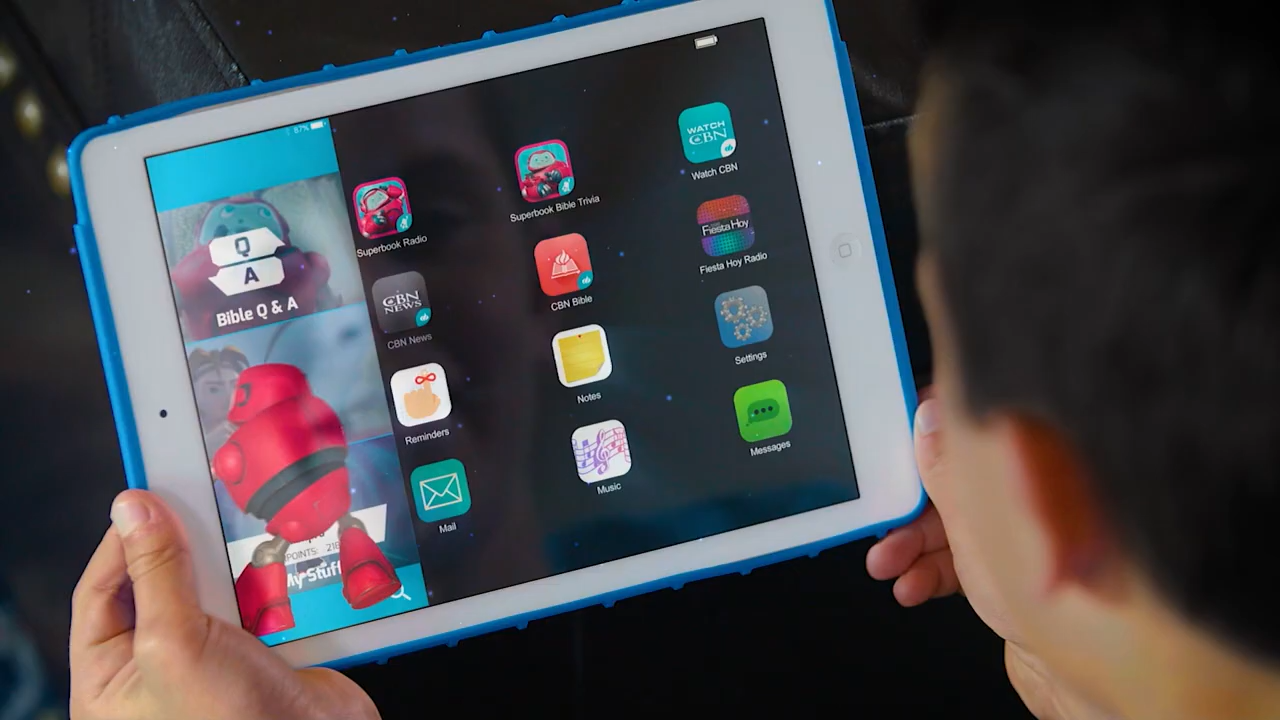 87%
Q
A
Bible Q & A
POINTS: 218
My Stuff
Superbook Radio
Superbook Bible Trivia
WATCH
CBN
Watch CBN
CBN
NEWS
CBN News
CBN Bible
Fiesta Hoy
Fiesta Hoy Radio
Reminders
Notes
Settings
Mail
Music
Messages